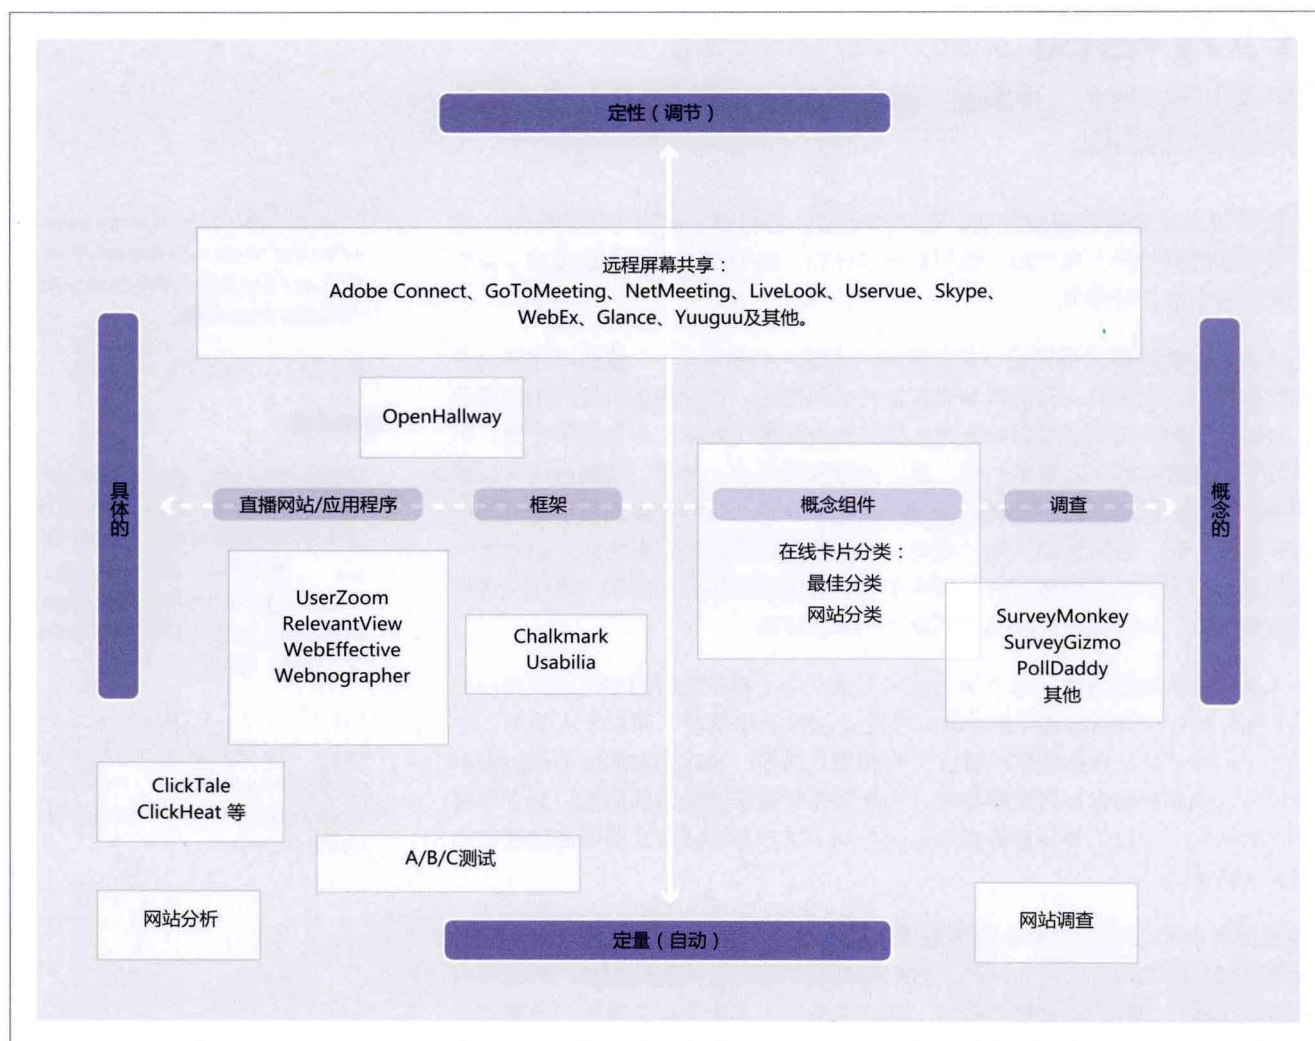 定性（调节）
远程屏幕共享：
Adobe Connect、GoToMeeting、NetMeeting、LiveLook、Uservue、Skype、
WebEx、Glance、Yuuguu及其他。
OpenHallway
具体的
直播网站/应用程序
框架
概念组件
调查
概念的
在线卡片分类：
最佳分类
网站分类
UserZoom
RelevantView
WebEffective
Webnographer
Chalkmark
Usabilia
SurveyMonkey
SurveyGizmo
PollDaddy
其他
ClickTale
ClickHeat 等
A/B/C测试
网站分析
网站调查
定量（自动）